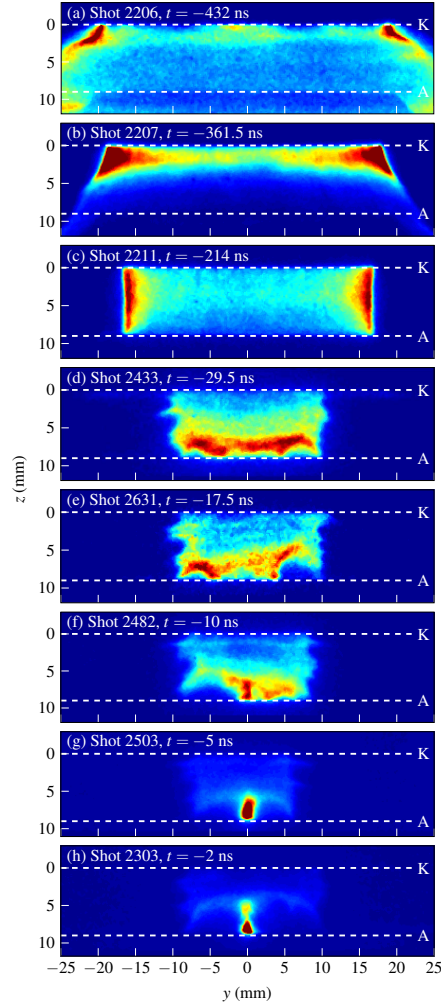 (a) Shot 2206, t = −432 ns
K
0
5
A
10
(b) Shot 2207, t = −361.5 ns
K
0
5
A
10
(c) Shot 2211, t = −214 ns
K
0
5
A
10
(d) Shot 2433, t = −29.5 ns
K
0
5
A
10
z (mm)
(e) Shot 2631, t = −17.5 ns
K
0
5
A
10
(f) Shot 2482, t = −10 ns
K
0
5
A
10
(g) Shot 2503, t = −5 ns
K
0
5
A
10
(h) Shot 2303, t = −2 ns
K
0
5
A
10
−25 −20 −15 −10 −5 0 5 10 15 20 25
y (mm)